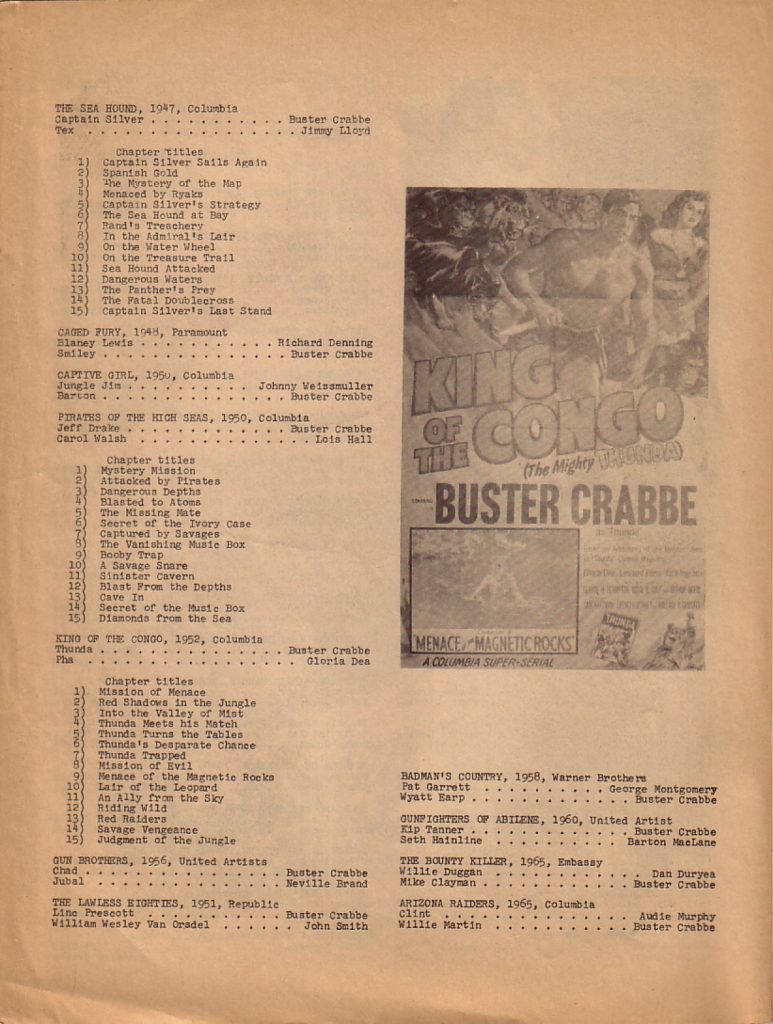 THE SEA HOUND, 1947, Columbia
Captain Silver . . . . . . . . . . . Buster Crabbe
Tex . . . . . . . . . . . . . . . . . Jimmy Lloyd
Chapter titles
1) Captain Silver Sails Again
2) Spanish Gold
3) The Mystery of the Map
4) Menaced by Ryaks
5) Captain Silver's Strategy
6) The Sea Hound at Bay
7) Rand's Treachery
8) In the Admiral's Lair
9) On the Water Wheel
10) On the Treasure Trail
11) Sea Hound Attacked
12) Dangerous Waters
13) The Panther's Prey
14) The Fatal Doublecross
15) Captain Silver's Last Stand
CAGED FURY, 1948, Paramount
Blaney Lewis . . . . . . . . . . . Richard Denning
Smiley . . . . . . . . . . . . . . . Buster Crabbe
CAPTIVE GIRL, 1950, Columbia
Jungle Jim . . . . . . . . . . Johnny Weissmuller
Barton . . . . . . . . . . . . . . . Buster Crabbe
PIRATES OF THE HIGH SEAS, 1950, Columbia
Jeff Drake . . . . . . . . . . . . . Buster Crabbe
Carol Walsh . . . . . . . . . . . . . . Lois Hall
Chapter titles
1) Mystery Mission
2) Attacked by Pirates
3) Dangerous Depths
4) Blasted to Atoms
5) The Missing Mate
6) Secret of the Ivory Case
7) Captured by Savages
8) The Vanishing Music Box
9) Booby Trap
10) A Savage Snare
11) Sinister Cavern
12) Blast From the Depths
13) Cave In
14) Secret of the Music Box
15) Diamonds from the Sea
KING OF THE CONGO, 1952, Columbia
Thunda . . . . . . . . . . . . . . . Buster Crabbe
Pha . . . . . . . . . . . . . . . . . Gloria Dea
Chapter titles
1) Mission of Menace
2) Red Shadows in the Jungle
3) Into the Valley of Mist
4) Thunda Meets his Match
5) Thunda Turns the Tables
6) Thunda's Desparate Chance
7) Thunda Trapped
8) Mission of Evil
9) Menace of the Magnetic Rocks
10) Lair of the Leopard
11) An Ally from the Sky
12) Riding Wild
13) Red Raiders
14) Savage Vengeance
15) Judgment of the Jungle
GUN BROTHERS, 1956, United Artists
Chad . . . . . . . . . . . . . . . . Buster Crabbe
Jubal . . . . . . . . . . . . . . . Neville Brand
THE LAWLESS EIGHTIES, 1951, Republic
Linc Prescott . . . . . . . . . . . Buster Crabbe
William Wesley Van Orsdel . . . . . . John Smith
KING
OF
THE CONGO
(The Mighty THUNDA)
STARRING
BUSTER CRABBE
as Thunda
THUNDA
MENACE of the MAGNETIC ROCKS
A COLUMBIA SUPER-SERIAL
BADMAN'S COUNTRY, 1958, Warner Brothers
Pat Garrett . . . . . . . . . . George Montgomery
Wyatt Earp . . . . . . . . . . . . . Buster Crabbe
GUNFIGHTERS OF ABILENE, 1960, United Artist
Kip Tanner . . . . . . . . . . . . . Buster Crabbe
Seth Hainline . . . . . . . . . . Barton MacLane
THE BOUNTY KILLER, 1965, Embassy
Willie Duggan . . . . . . . . . . . . Dan Duryea
Mike Clayman . . . . . . . . . . . . Buster Crabbe
ARIZONA RAIDERS, 1965, Columbia
Clint . . . . . . . . . . . . . . . Audie Murphy
Willie Martin . . . . . . . . . . . Buster Crabbe